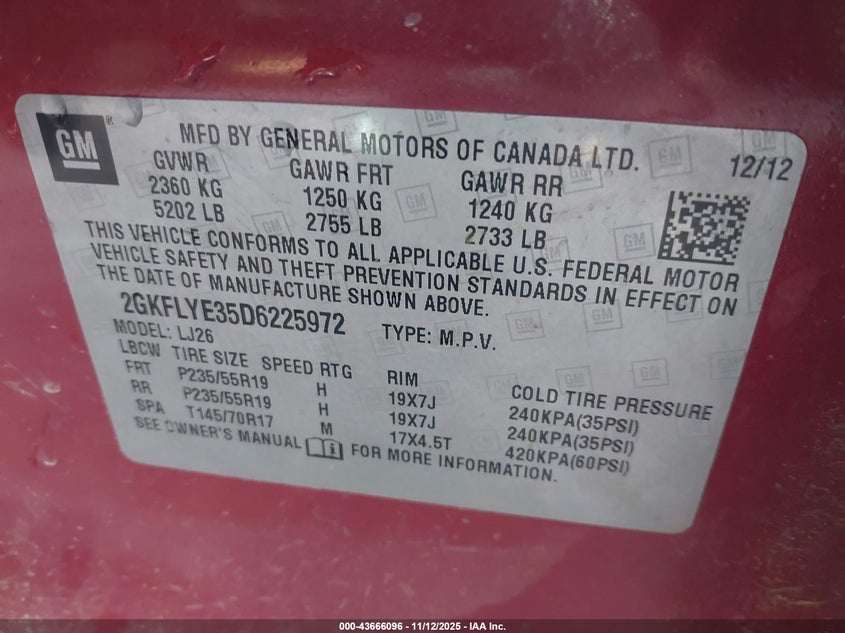 GM
MFD BY GENERAL MOTORS OF CANADA LTD.
12/12
GVWR GAWR FRT GAWR RR
2360 KG 1250 KG 1240 KG
5202 LB 2755 LB 2733 LB
THIS VEHICLE CONFORMS TO ALL APPLICABLE U.S. FEDERAL MOTOR
VEHICLE SAFETY AND THEFT PREVENTION STANDARDS IN EFFECT ON
THE DATE OF MANUFACTURE SHOWN ABOVE.
2GKFLYE35D6225972 TYPE: M.P.V.
MODEL: LJ26
LBCW TIRE SIZE SPEED RTG RIM COLD TIRE PRESSURE
FRT P235/55R19 H 19X7J 240KPA(35PSI)
RR P235/55R19 H 19X7J 240KPA(35PSI)
SPA T145/70R17 M 17X4.5T 420KPA(60PSI)
SEE OWNER'S MANUAL FOR MORE INFORMATION.
000-43666096 - 11/12/2025 - IAA Inc.